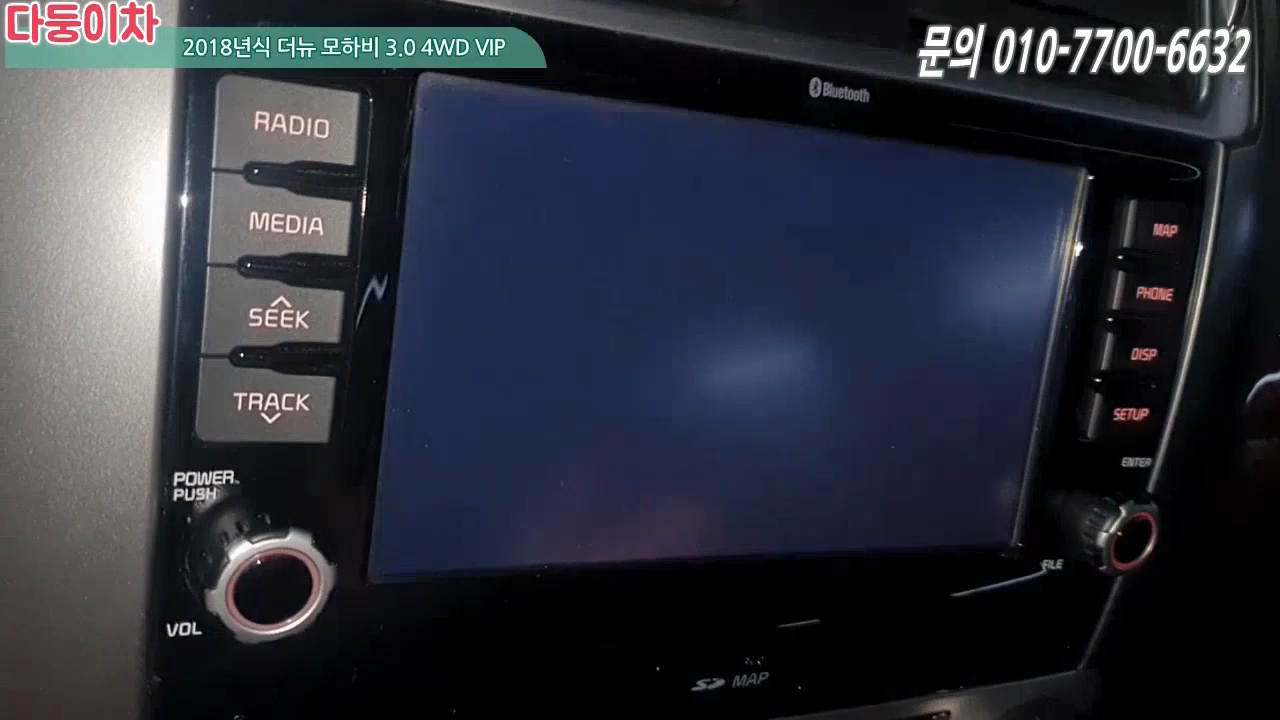 다둥이차
2018년식 더뉴 모하비 3.0 4WD VIP
문의 010-7700-6632
Bluetooth
RADIO
MEDIA
SEEK
TRACK
POWER
PUSH
VOL
MAP
PHONE
DISP
SETUP
ENTER
FILE
SD MAP